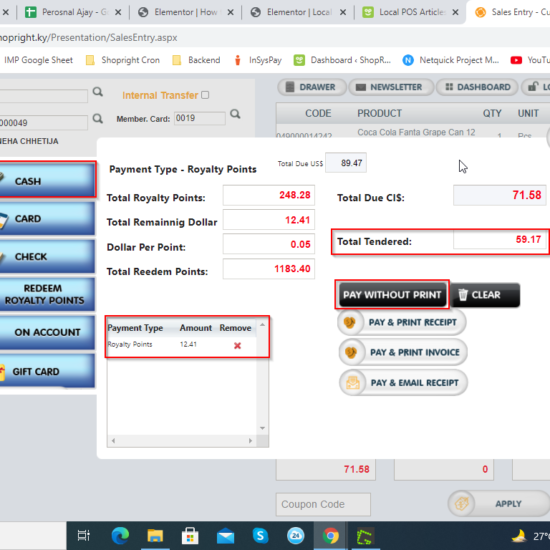 Perosnal Ajay - G
Elementor | How
Elementor | Local
Local POS Articles
Sales Entry - Cu
shopright.ky/Presentation/SalesEntry.aspx
IMP Google Sheet
Shopright Cron
Backend
InSysPay
Dashboard ‹ ShopR...
Netquick Project M...
YouTu
Internal Transfer
DRAWER
NEWSLETTER
DASHBOARD
LO
00000049
Member. Card: 0019
CODE PRODUCT QTY UNIT
NEHA CHHETIJA
049000014242 Coca Cola Fanta Grape Can 12 1 Pcs
CASH
CARD
CHECK
REDEEM
ROYALTY POINTS
ON ACCOUNT
GIFT CARD
Payment Type - Royalty Points
Total Due US$ 89.47
Total Royalty Points: 248.28
Total Due CI$: 71.58
Total Remainnig Dollar 12.41
Dollar Per Point: 0.05
Total Tendered: 59.17
Total Reedem Points: 1183.40
PAY WITHOUT PRINT
CLEAR
PAY & PRINT RECEIPT
PAY & PRINT INVOICE
PAY & EMAIL RECEIPT
Payment Type Amount Remove
Royalty Points 12.41
71.58
0
Coupon Code
APPLY
27°